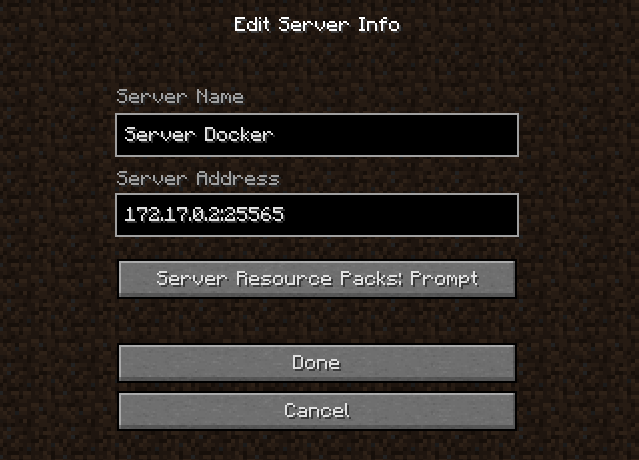 Edit Server Info
Server Name
Server Docker
Server Address
172.17.0.2:25565
Server Resource Packs: Prompt
Done
Cancel